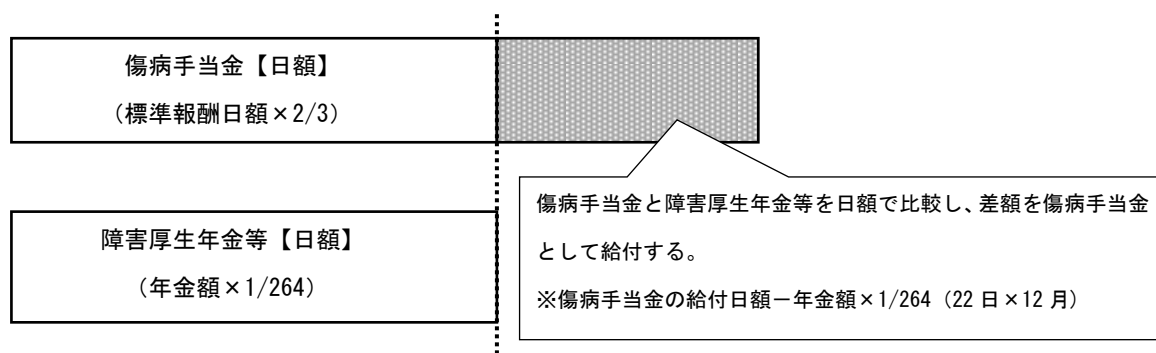 傷病手当金【日額】
（標準報酬日額×2/3）
障害厚生年金等【日額】
（年金額×1/264）
傷病手当金と障害厚生年金等を日額で比較し、差額を傷病手当金
として給付する。
※傷病手当金の給付日額－年金額×1/264（22 日×12 月）